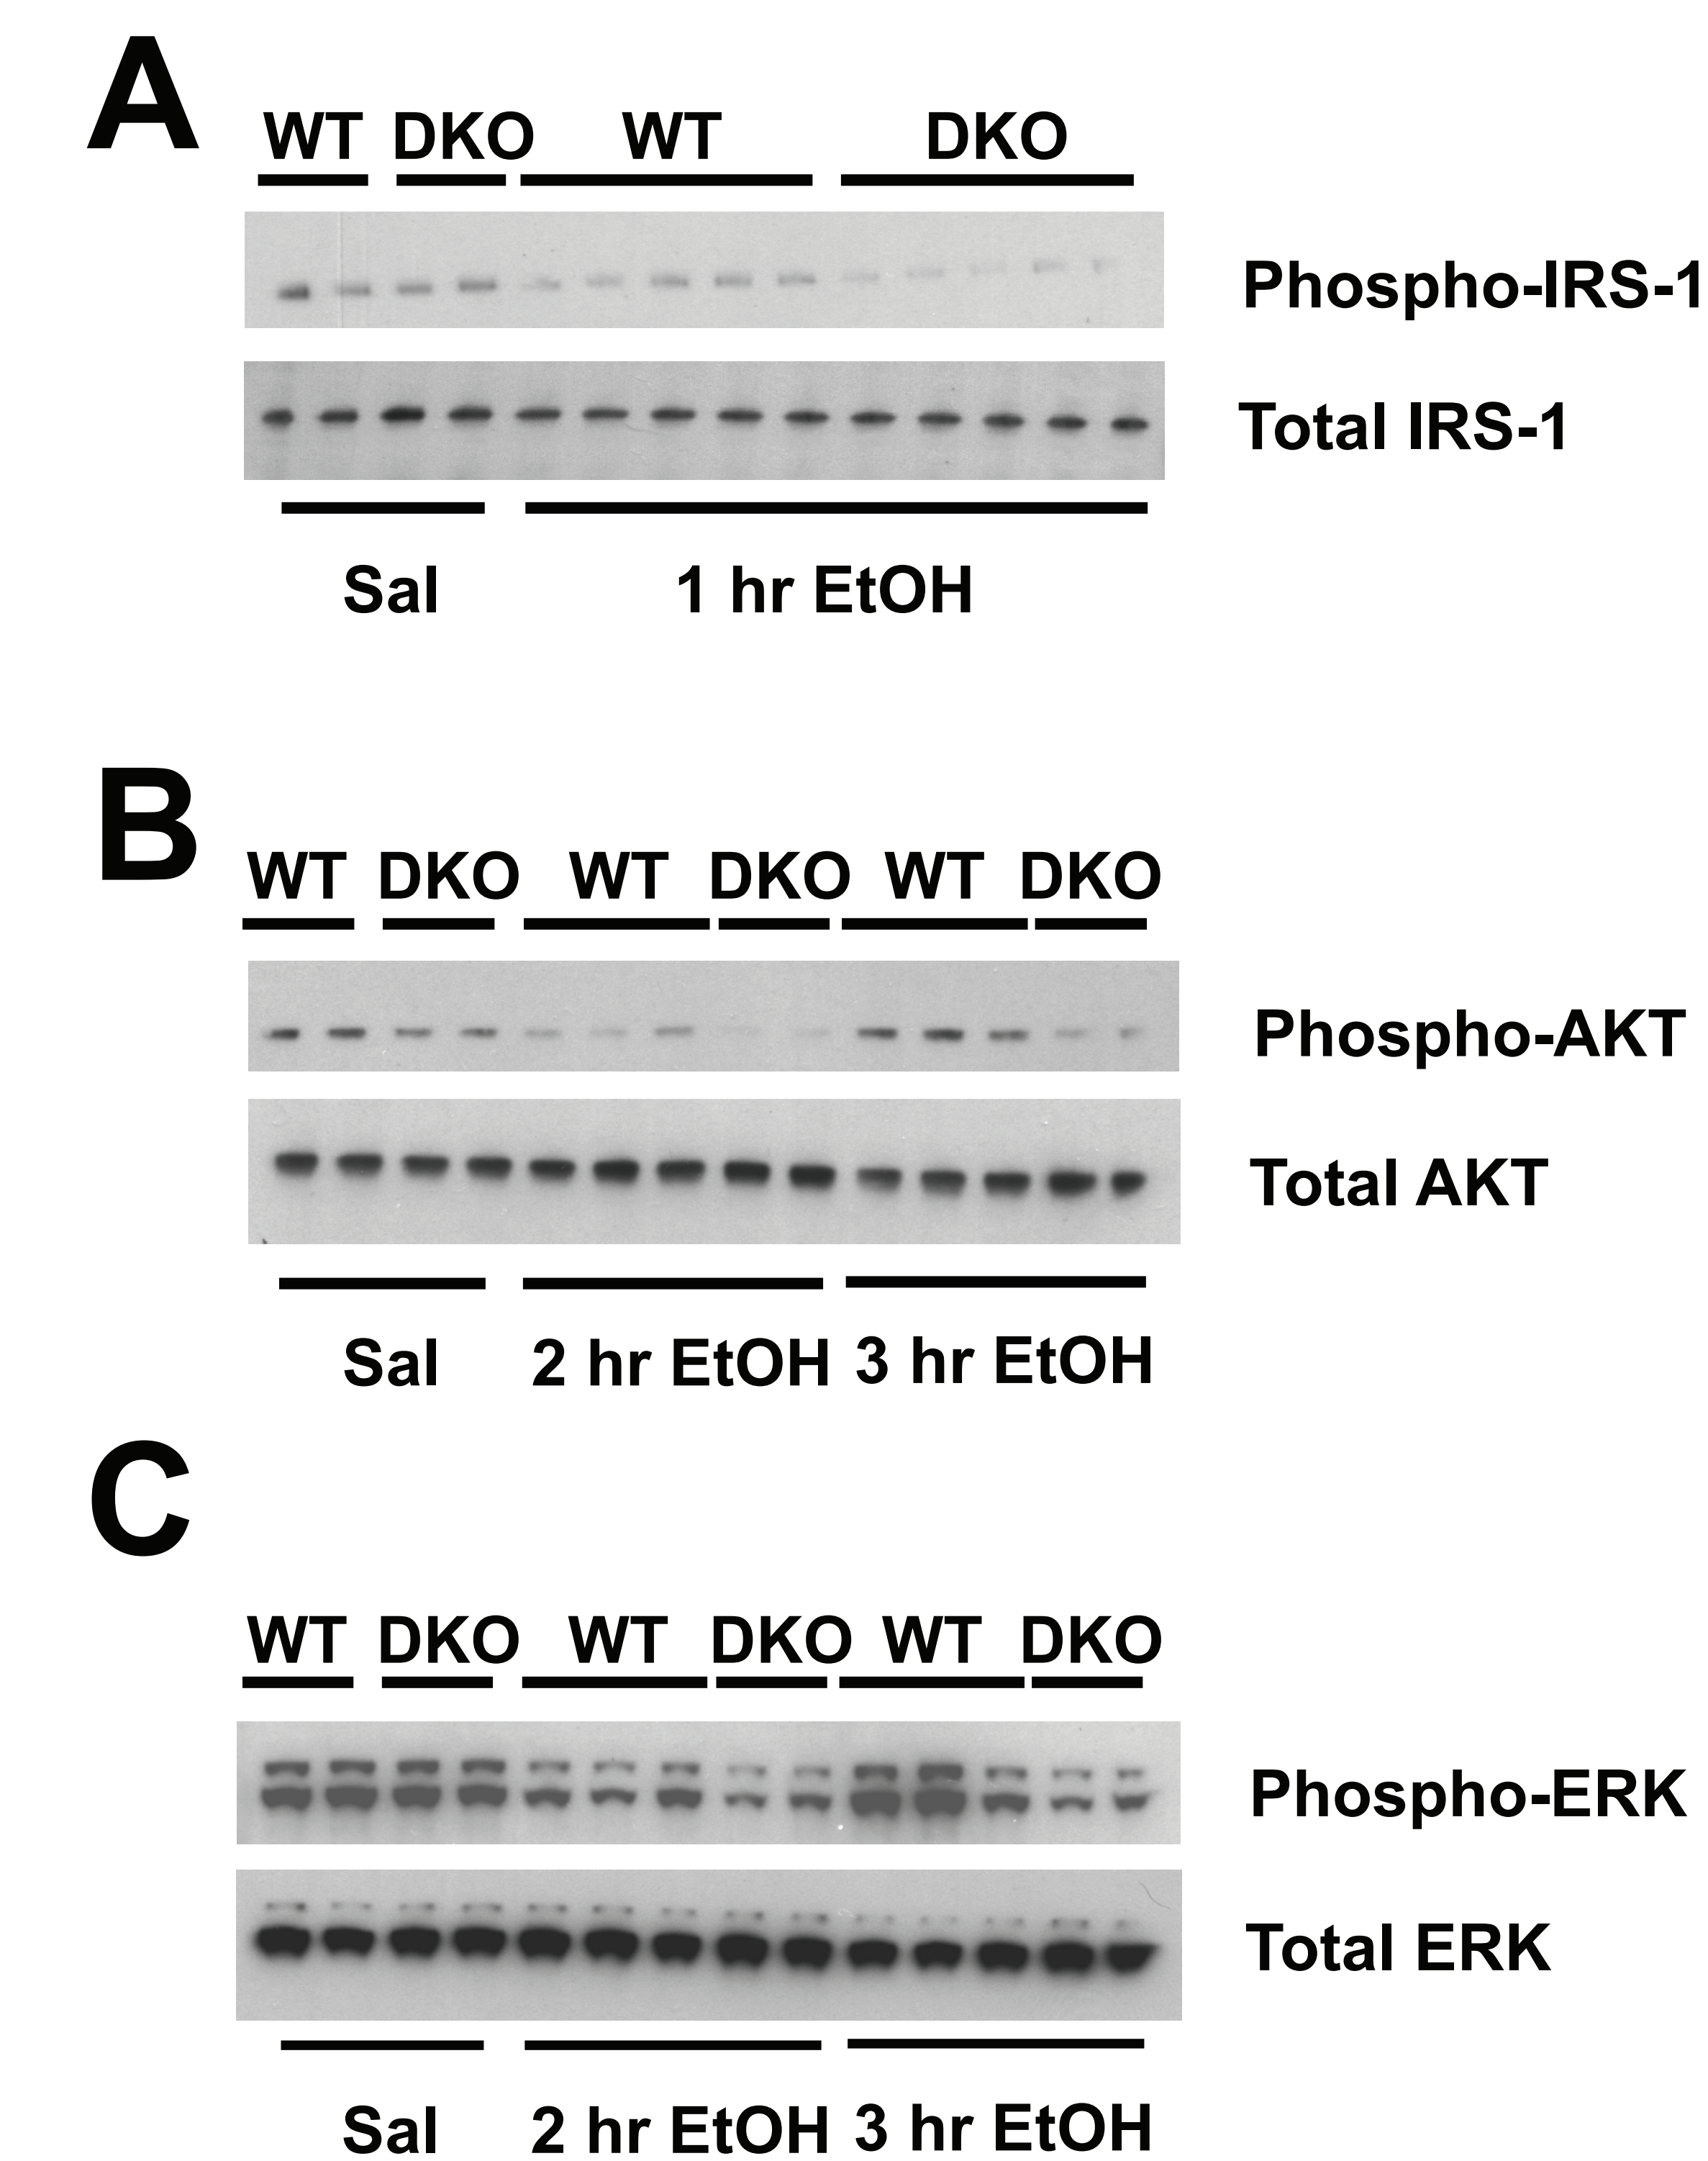 A
WT DKO WT DKO
Phospho-IRS-1
Total IRS-1
Sal 1 hr EtOH
B
WT DKO WT DKO WT DKO
Phospho-AKT
Total AKT
Sal 2 hr EtOH 3 hr EtOH
C
WT DKO WT DKO WT DKO
Phospho-ERK
Total ERK
Sal 2 hr EtOH 3 hr EtOH